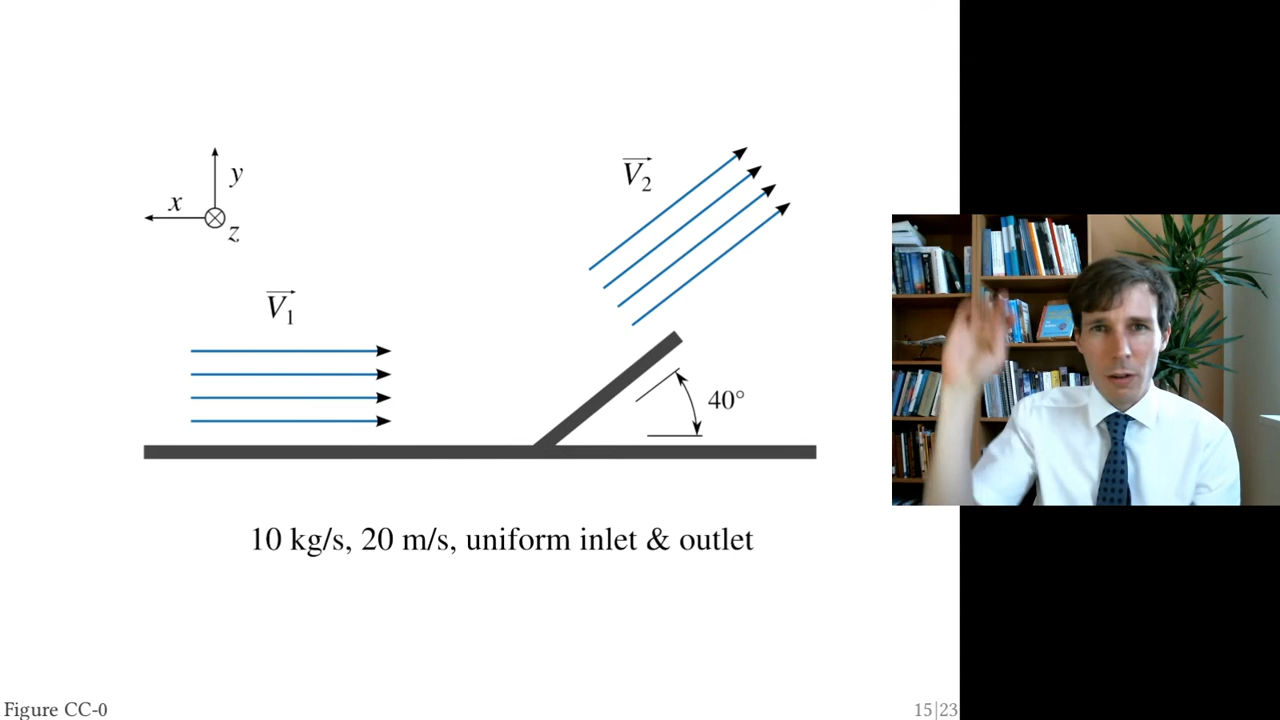 V₂
y
x
z
V₁
40°
10 kg/s, 20 m/s, uniform inlet & outlet
Figure CC-0
15|23